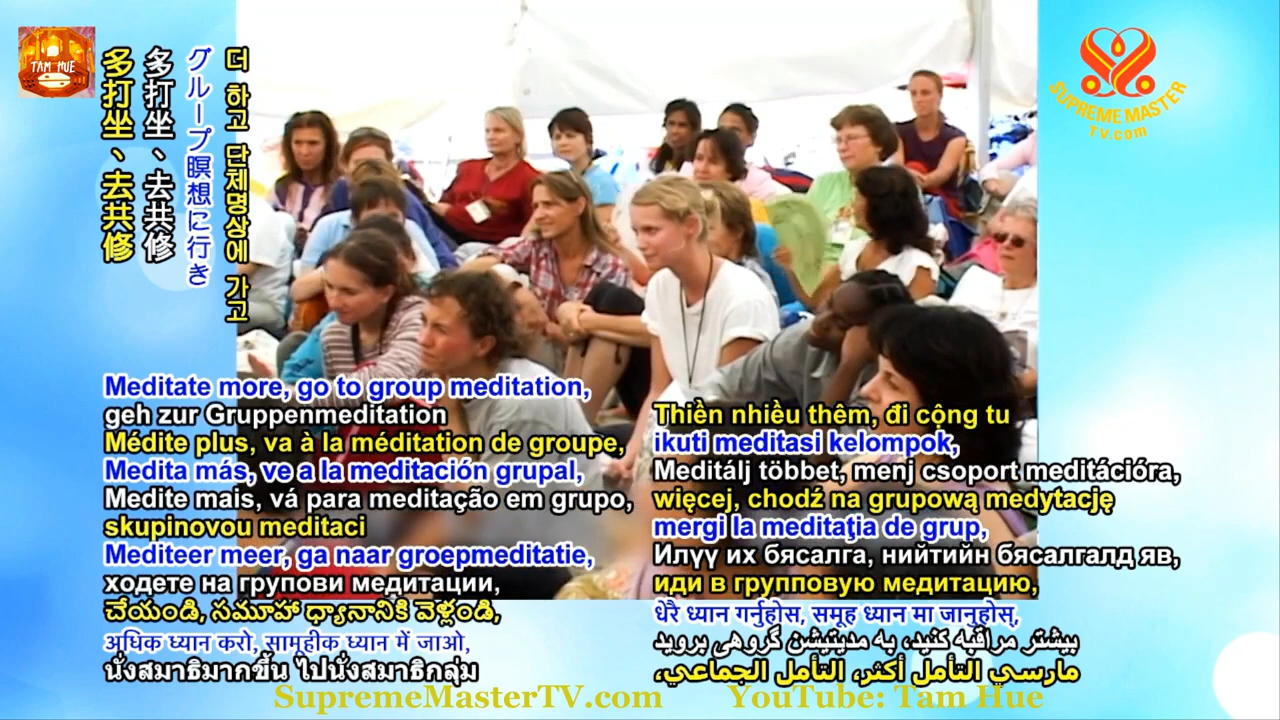 TAM HUE
多打坐、去共修
多打坐、去共修
グループ瞑想に行き
더 하고 단체명상에 가고
SUPREME MASTER
TV.com
Meditate more, go to group meditation,
geh zur Gruppenmeditation
Médite plus, va à la méditation de groupe,
Medita más, ve a la meditación grupal,
Medite mais, vá para meditação em grupo,
skupinovou meditaci
Mediteer meer, ga naar groepmeditatie,
ходете на групови медитации,
చేయండి, సమూహ ధ్యానానికి వెళ్లండి,
अधिक ध्यान करो, सामूहीक ध्यान में जाओ,
นั่งสมาธิมากขึ้น ไปนั่งสมาธิกลุ่ม
Thiền nhiều thêm, đi cộng tu
ikuti meditasi kelompok,
Meditálj többet, menj csoport meditációra,
więcej, chodź na grupową medytację
mergi la meditaţia de grup,
Илүү их бясалга, нийтийн бясалгалд яв,
иди в групповую медитацию,
धेरै ध्यान गर्नुहोस, समूह ध्यान मा जानुहोस्,
بیشتر مراقبه کنید، به مدیتیشن گروهی بروید
مارسي التأمل أكثر، التأمل الجماعي،
SupremeMasterTV.com
YouTube: Tam Hue